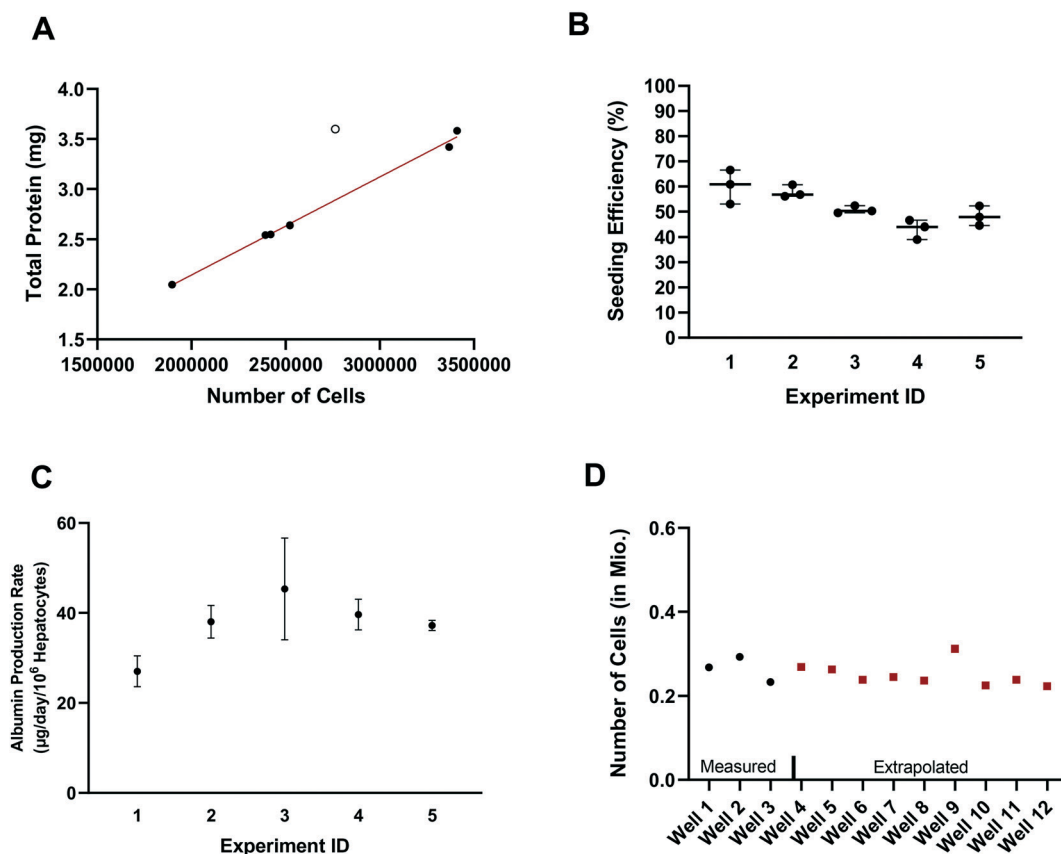 A
4.0
3.5
3.0
2.5
2.0
1.5
Total Protein (mg)
1500000 2000000 2500000 3000000 3500000
Number of Cells
B
100
90
80
70
60
50
40
30
20
10
0
Seeding Efficiency (%)
1 2 3 4 5
Experiment ID
C
60
40
20
0
Albumin Production Rate
(µg/day/10⁶ Hepatocytes)
1 2 3 4 5
Experiment ID
D
0.6
0.4
0.2
0.0
Number of Cells (in Mio.)
Measured Extrapolated
Well 1
Well 2
Well 3
Well 4
Well 5
Well 6
Well 7
Well 8
Well 9
Well 10
Well 11
Well 12